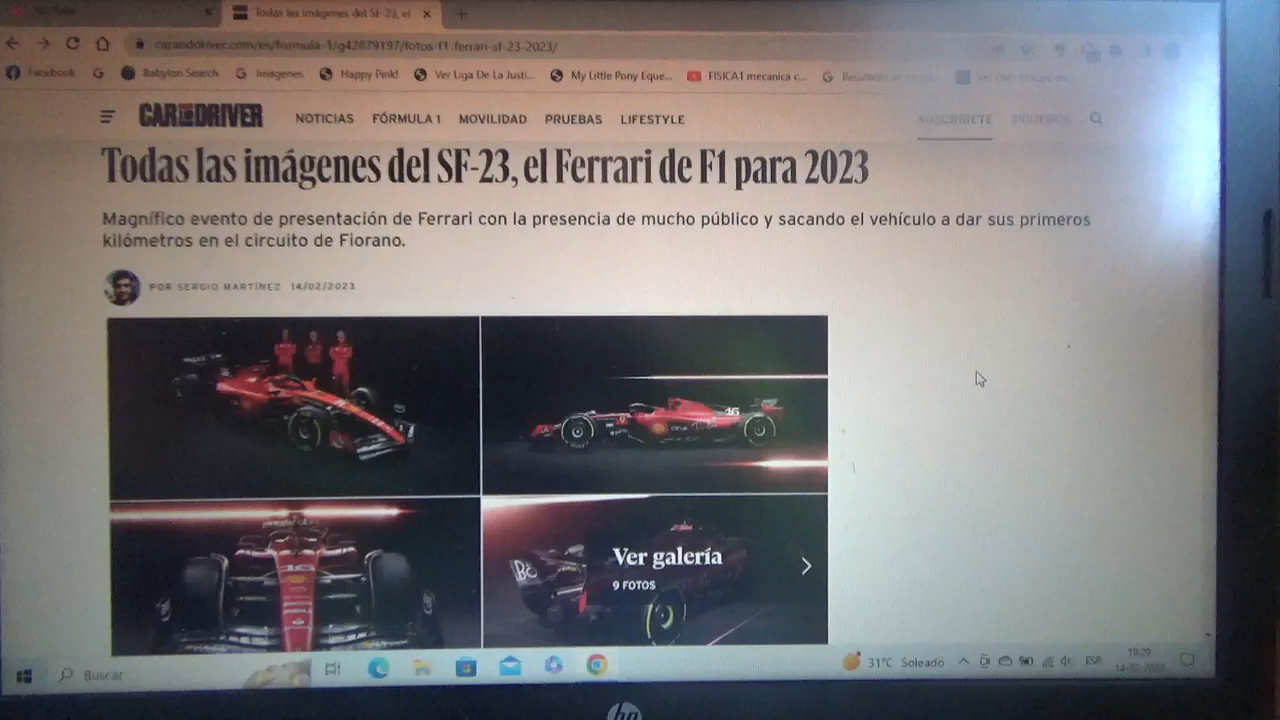 YouTube
Todas las imágenes del SF-23, el
caranddriver.com/es/formula-1/g42879197/fotos-f1-ferrari-sf-23-2023/
Facebook
G
Babylon Search
Imágenes
Happy Pink!
Ver Liga De La Justi...
My Little Pony Eque...
FISICA1 mecanica c...
CAR AND DRIVER
NOTICIAS FÓRMULA 1 MOVILIDAD PRUEBAS LIFESTYLE
SUSCRÍBETE SÍGUENOS
Todas las imágenes del SF-23, el Ferrari de F1 para 2023
Magnífico evento de presentación de Ferrari con la presencia de mucho público y sacando el vehículo a dar sus primeros
kilómetros en el circuito de Fiorano.
POR SERGIO MARTÍNEZ 14/02/2023
16
16
Ver galería
9 FOTOS
Buscar
31°C Soleado
ESP
19:29
14-02-2023
hp